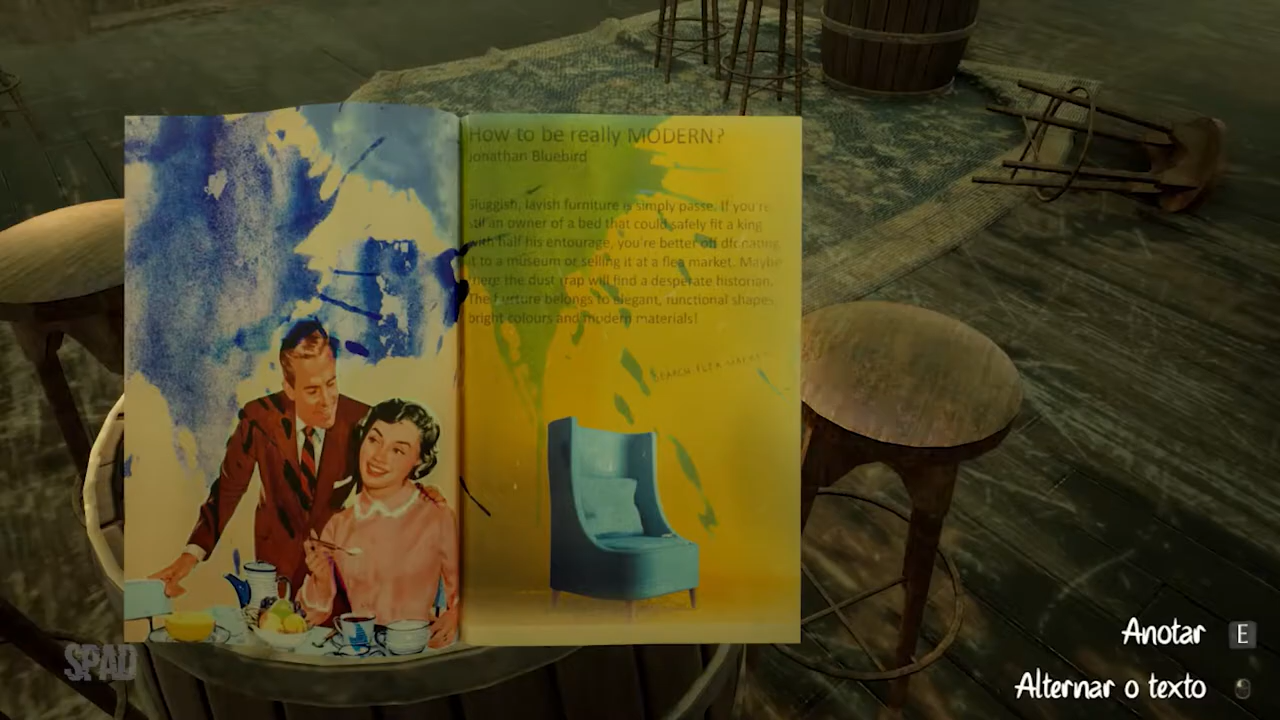 How to be really MODERN?
Jonathan Bluebird
Sluggish, lavish furniture is simply passe. If you're
still an owner of a bed that could safely fit a king
with half his entourage, you're better off donating
it to a museum or selling it at a flea market. Maybe
there the dust trap will find a desperate historian.
The furture belongs to elegant, functional shapes,
bright colours and modern materials!
SEARCH FLEA MARKET
Anotar E
Alternar o texto
SPAD